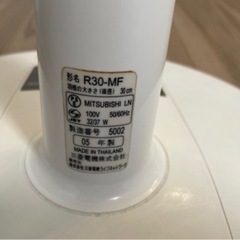 形名 R30-MF
羽根の大きさ (直径) 30cm
MITSUBISHI LN
100V 50/60Hz
32/37 W
製造番号 5002
05 年製
MADE IN THAILAND
三菱電機株式会社